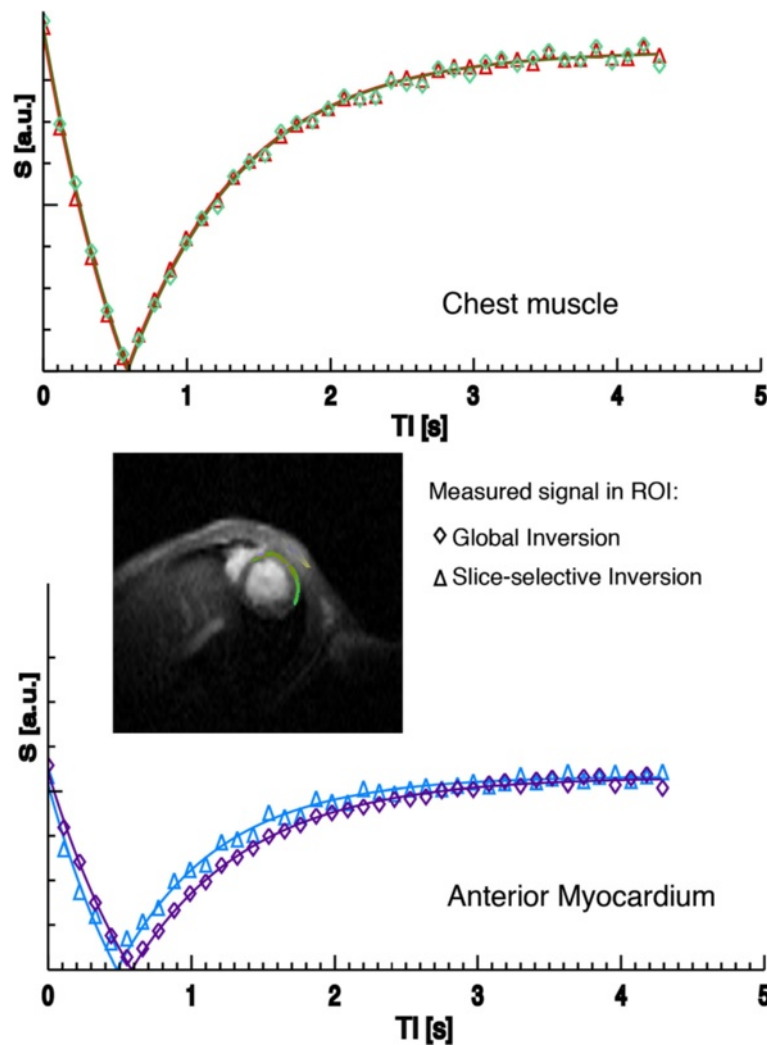 S [a.u.]
Chest muscle
0 1 2 3 4 5
TI [s]
Measured signal in ROI:
Global Inversion
Slice-selective Inversion
S [a.u.]
Anterior Myocardium
0 1 2 3 4 5
TI [s]